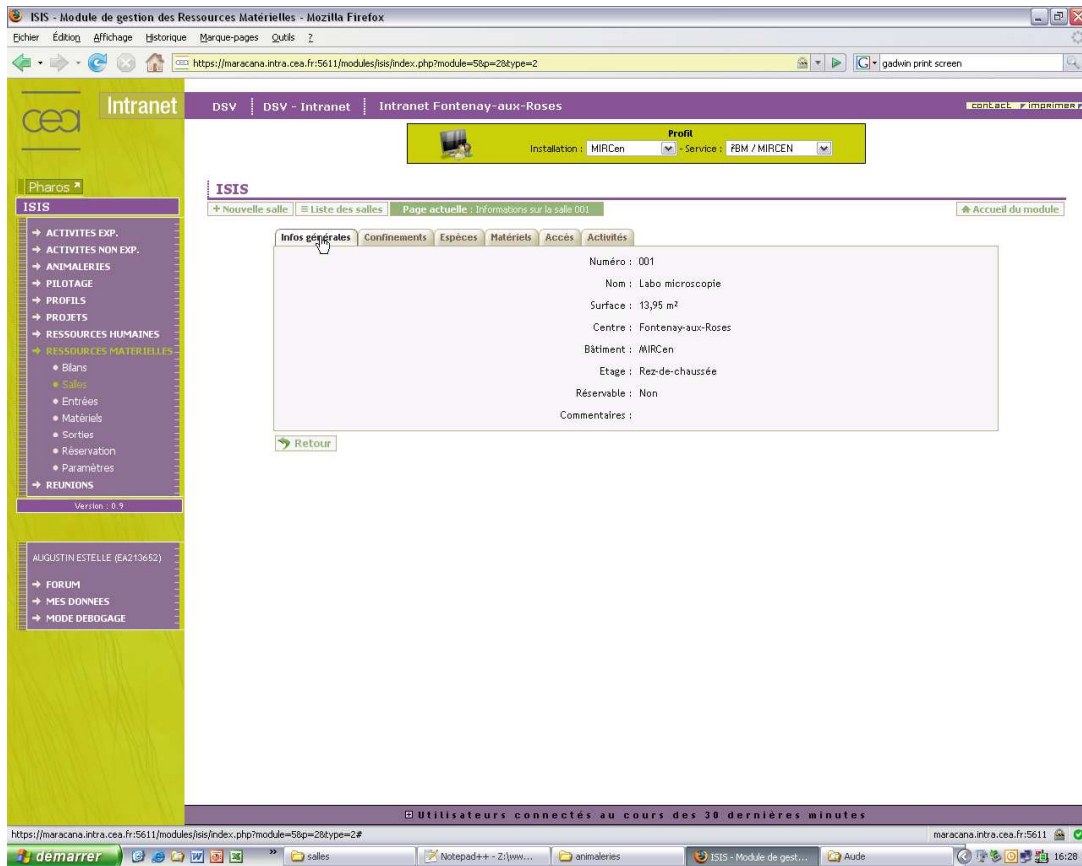 ISIS - Module de gestion des Ressources Matérielles - Mozilla Firefox
Fichier Édition Affichage Historique Marque-pages Outils ?
https://maracana.intra.cea.fr:5611/modules/isis/index.php?module=5&p=2&type=2
gadwin print screen
cea
Intranet
DSV DSV - Intranet Intranet Fontenay-aux-Roses
contact imprimer
Profil
Installation : MIRCen - Service : MIRCEN
Pharos
ISIS
ISIS
+ Nouvelle salle
Liste des salles
Page actuelle : Informations sur la salle 001
Accueil du module
ACTIVITES EXP.
ACTIVITES NON EXP.
ANIMALERIES
PILOTAGE
PROFILS
PROJETS
RESSOURCES HUMAINES
RESSOURCES MATERIELLES
Bilans
Salles
Entrées
Matériels
Sorties
Réservation
Paramètres
REUNIONS
Version : 0.9
Infos générales Confinements Espèces Matériels Accès Activités
Numéro : 001
Nom : Labo microscopie
Surface : 13,95 m²
Centre : Fontenay-aux-Roses
Bâtiment : MIRCen
Etage : Rez-de-chaussée
Réservable : Non
Commentaires :
Retour
AUGUSTIN ESTELLE (EA213652)
FORUM
MES DONNEES
MODE DEBOGAGE
Utilisateurs connectés au cours des 30 dernières minutes
https://maracana.intra.cea.fr:5611/modules/isis/index.php?module=5&p=2&type=2#
maracana.intra.cea.fr:5611
démarrer
salles
Notepad++ - Z:\ww...
animaleries
ISIS - Module de gest...
Aude
16:28